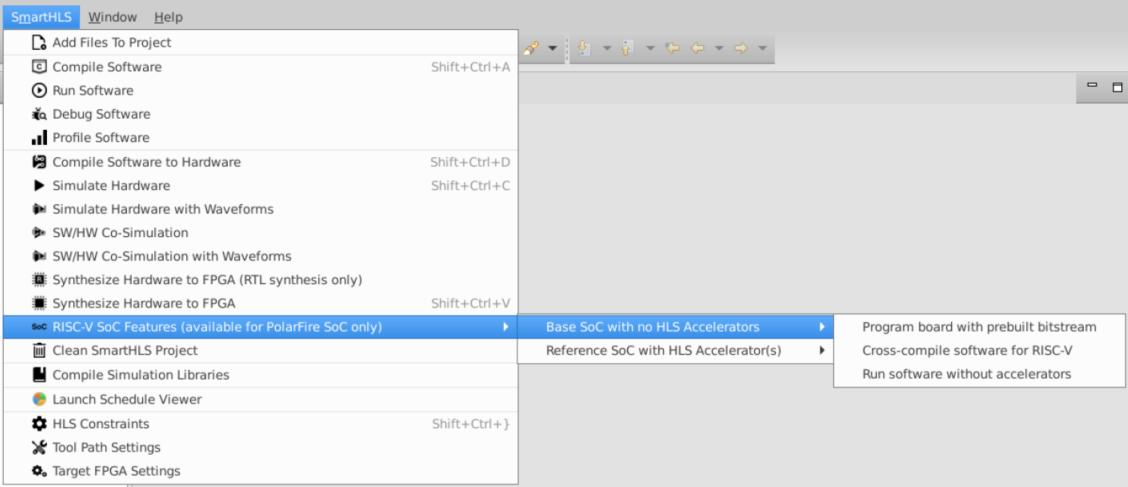 SmartHLS Window Help
Add Files To Project
Compile Software Shift+Ctrl+A
Run Software
Debug Software
Profile Software
Compile Software to Hardware Shift+Ctrl+D
Simulate Hardware Shift+Ctrl+C
Simulate Hardware with Waveforms
SW/HW Co-Simulation
SW/HW Co-Simulation with Waveforms
Synthesize Hardware to FPGA (RTL synthesis only)
Synthesize Hardware to FPGA Shift+Ctrl+V
SoC RISC-V SoC Features (available for PolarFire SoC only) Base SoC with no HLS Accelerators Program board with prebuilt bitstream
Clean SmartHLS Project Reference SoC with HLS Accelerator(s) Cross-compile software for RISC-V
Compile Simulation Libraries Run software without accelerators
Launch Schedule Viewer
HLS Constraints Shift+Ctrl+}
Tool Path Settings
Target FPGA Settings